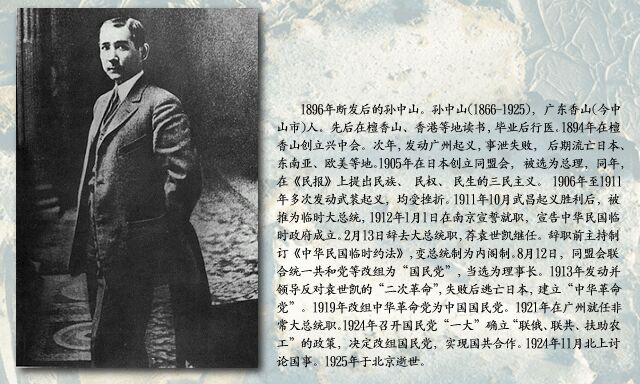 1896年断发后的孙中山。孙中山(1866-1925)，广东香山(今中
山市)人。先后在檀香山、香港等地读书，毕业后行医。1894年在檀
香山创立兴中会。次年，发动广州起义，事泄失败， 后期流亡日本、
东南亚、欧美等地。1905年在日本创立同盟会， 被选为总理，同年，
在《民报》上提出民族、 民权、 民生的三民主义。 1906年至1911
年多次发动武装起义，均受挫折。1911年10月武昌起义胜利后，被
推为临时大总统，1912年1月1日在南京宣誓就职，宣告中华民国临
时政府成立。2月13日辞去大总统职，荐袁世凯继任。辞职前主持制
订《中华民国临时约法》，变总统制为内阁制。8月12日， 同盟会联
合统一共和党等改组为“国民党”，当选为理事长。1913年发动并
领导反对袁世凯的“二次革命”，失败后逃亡日本，建立“中华革命
党”。1919年改组中华革命党为中国国民党。1921年在广州就任非
常大总统职。1924年召开国民党“一大”确立“联俄、联共、扶助农
工”的政策，决定改组国民党，实现国共合作。1924年11月北上讨
论国事。1925年于北京逝世。